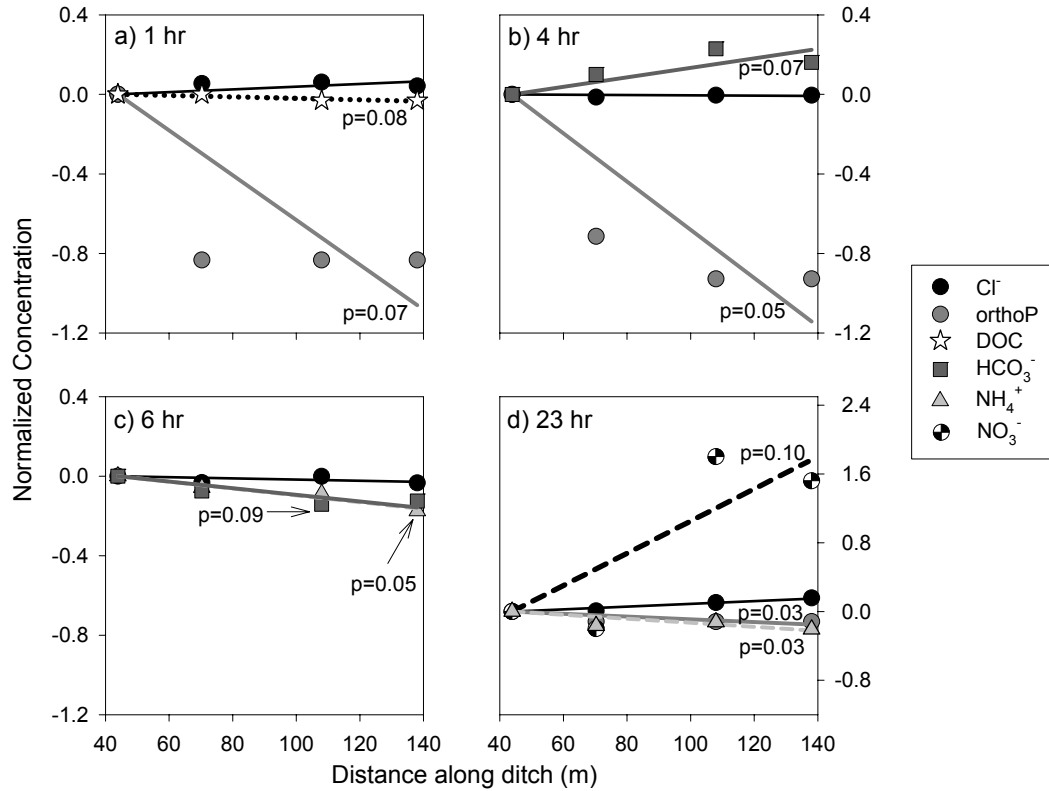 Normalized Concentration
a) 1 hr
0.4
0.0
-0.4
-0.8
-1.2
p=0.08
p=0.07
b) 4 hr
0.4
0.0
-0.4
-0.8
-1.2
p=0.07
p=0.05
c) 6 hr
0.4
0.0
-0.4
-0.8
-1.2
p=0.09
p=0.05
40 60 80 100 120 140
d) 23 hr
2.4
1.6
0.8
0.0
-0.8
p=0.10
p=0.03
p=0.03
40 60 80 100 120 140
Distance along ditch (m)
Cl⁻
orthoP
DOC
HCO₃⁻
NH₄⁺
NO₃⁻